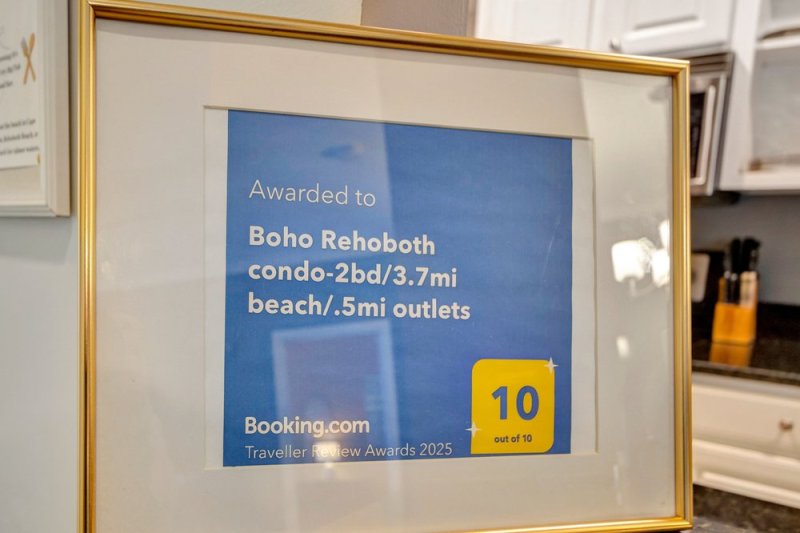 Awarded to
Boho Rehoboth
condo-2bd/3.7mi
beach/.5mi outlets
10
out of 10
Booking.com
Traveller Review Awards 2025